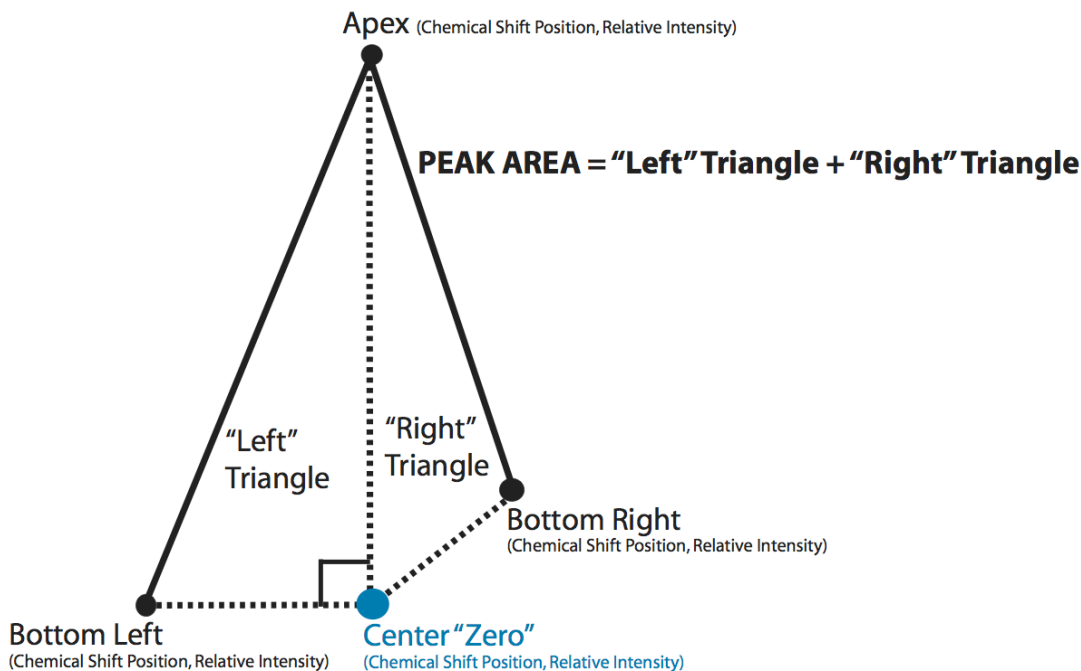 Apex (Chemical Shift Position, Relative Intensity)
PEAK AREA = “Left” Triangle + “Right” Triangle
“Left”
Triangle
“Right”
Triangle
Bottom Right
(Chemical Shift Position, Relative Intensity)
Bottom Left
(Chemical Shift Position, Relative Intensity)
Center “Zero”
(Chemical Shift Position, Relative Intensity)